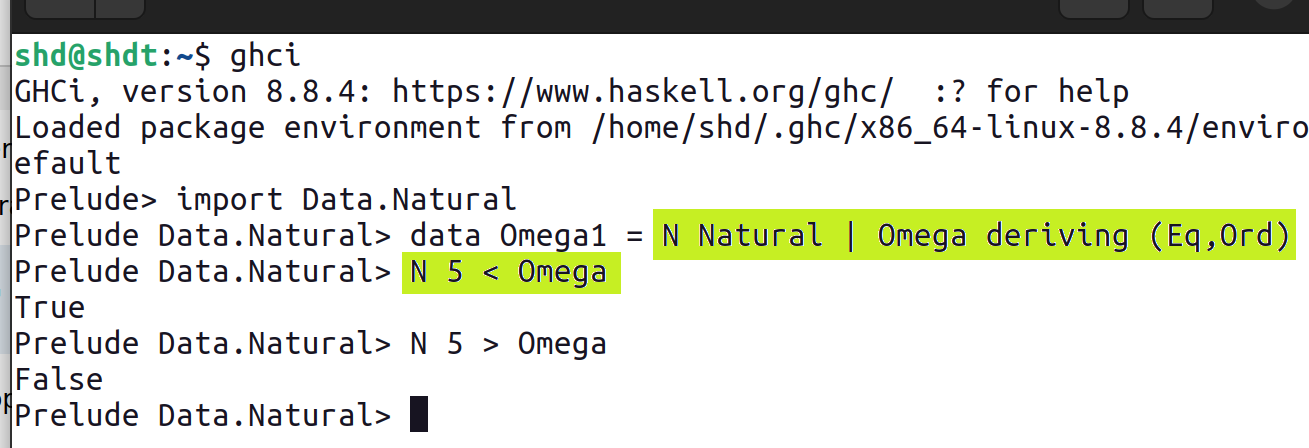 shd@shdt:~$ ghci
GHCi, version 8.8.4: https://www.haskell.org/ghc/  :? for help
Loaded package environment from /home/shd/.ghc/x86_64-linux-8.8.4/enviro
efault
Prelude> import Data.Natural
Prelude Data.Natural> data Omega1 = N Natural | Omega deriving (Eq,Ord)
Prelude Data.Natural> N 5 < Omega
True
Prelude Data.Natural> N 5 > Omega
False
Prelude Data.Natural>